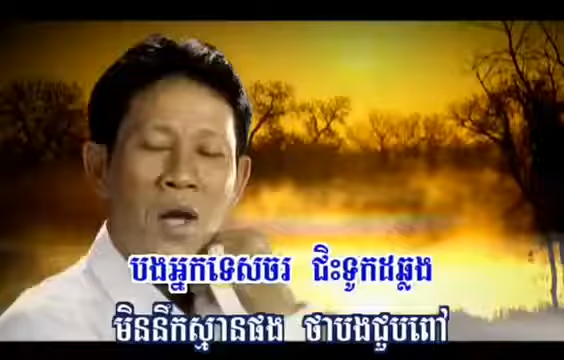 បងអ្នកទេសចរ ជិះទូកដឆ្លង
មិននឹកស្មានផង ថាបងជួបពៅ